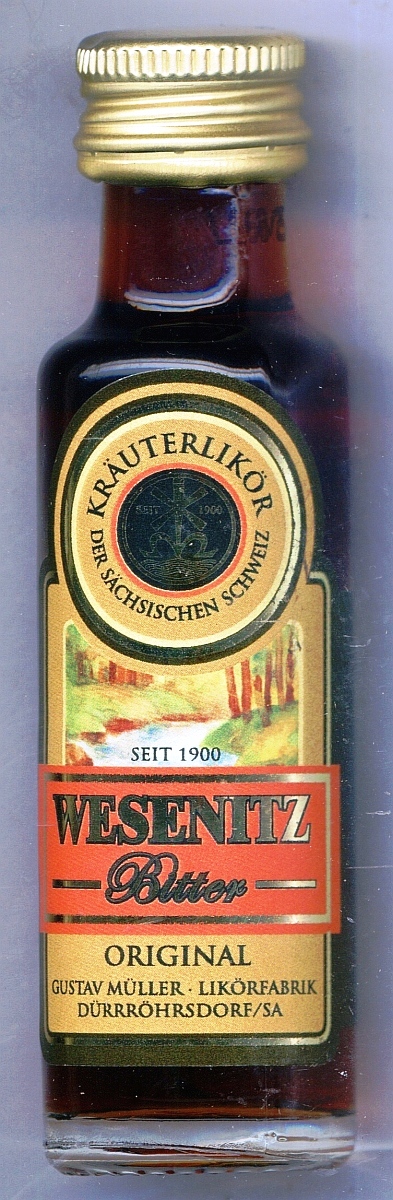 KRÄUTERLIKÖR
SEIT 1900
DER SÄCHSISCHEN SCHWEIZ
SEIT 1900
WESENITZ
Bitter
ORIGINAL
GUSTAV MÜLLER · LIKÖRFABRIK
DÜRRRÖHRSDORF/SA